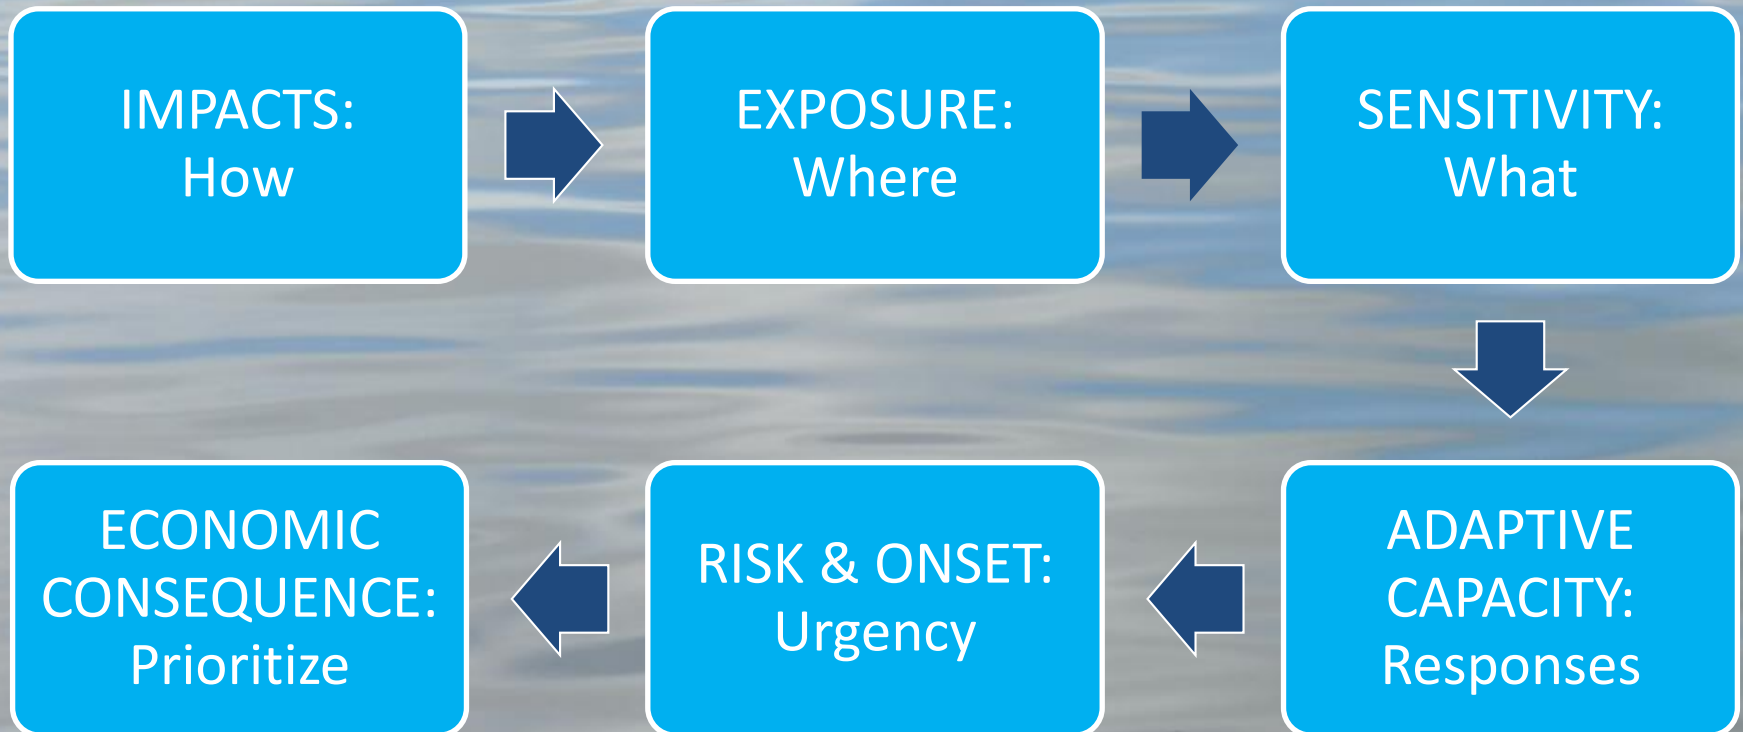 IMPACTS:
How
EXPOSURE:
Where
SENSITIVITY:
What
ADAPTIVE
CAPACITY:
Responses
RISK & ONSET:
Urgency
ECONOMIC
CONSEQUENCE:
Prioritize